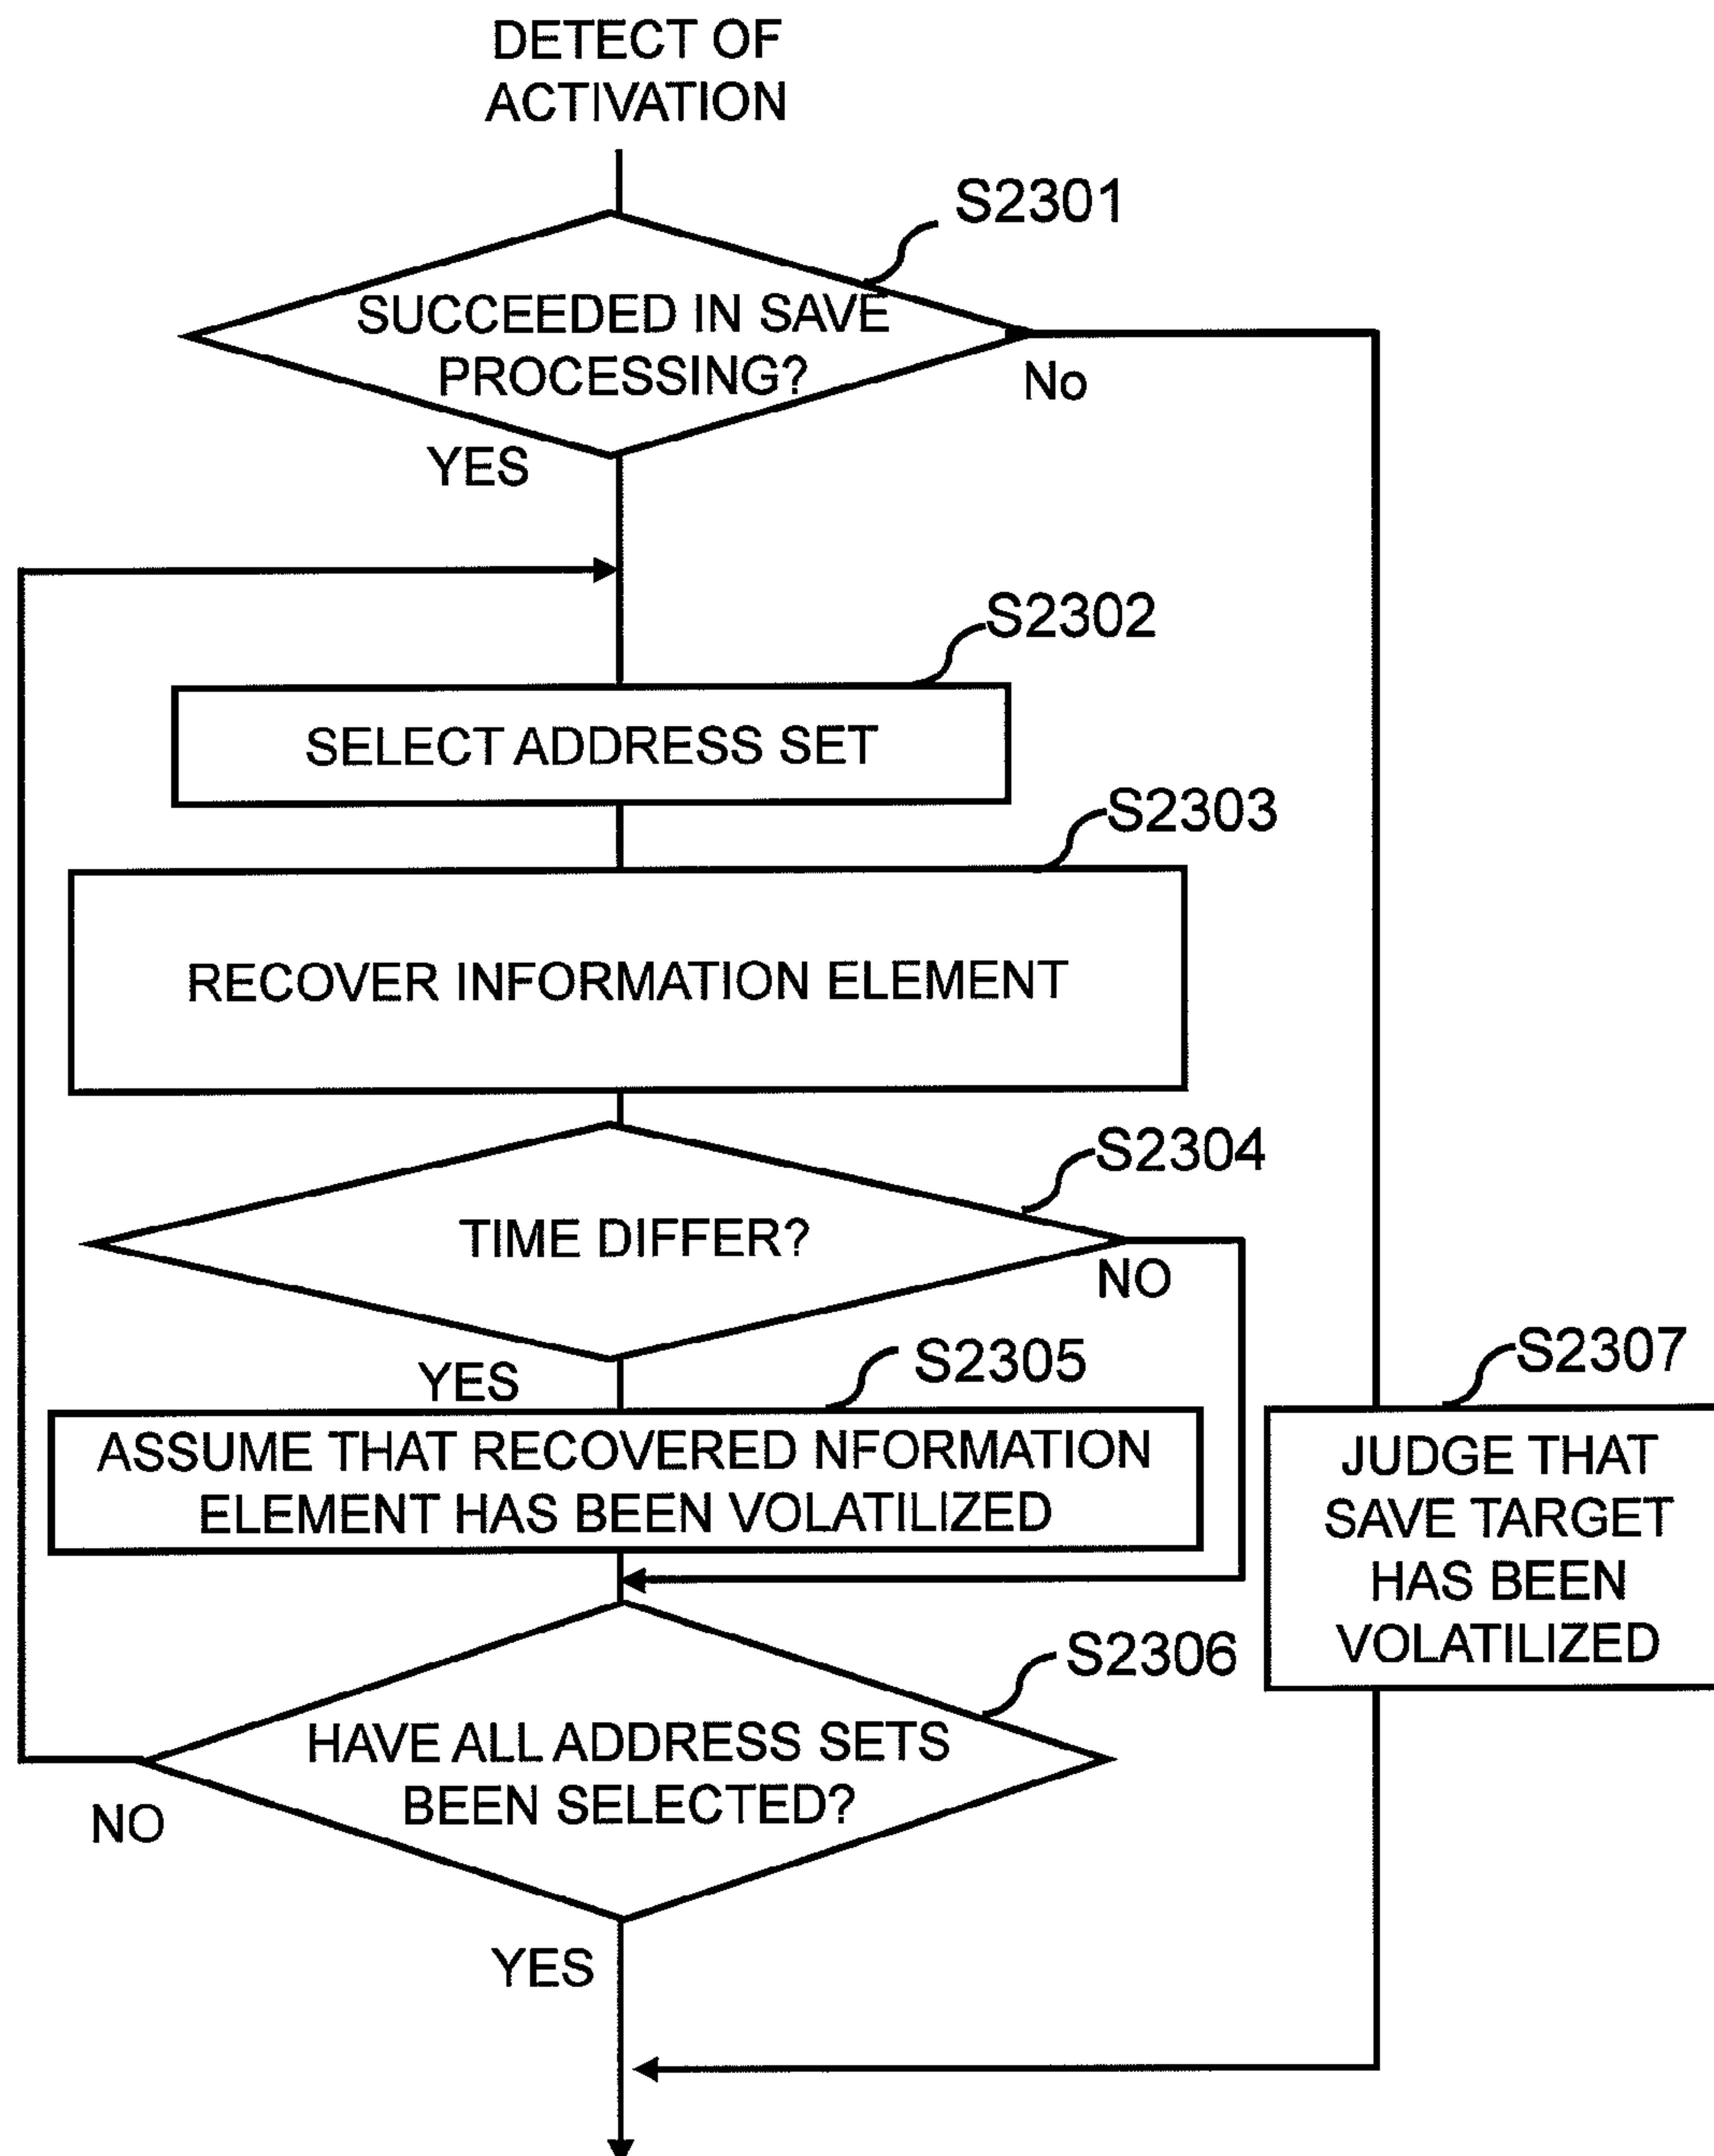 DETECT OF
ACTIVATION
S2301
SUCCEEDED IN SAVE
PROCESSING?
No
YES
S2302
SELECT ADDRESS SET
S2303
RECOVER INFORMATION ELEMENT
S2304
TIME DIFFER?
NO
YES
S2305
ASSUME THAT RECOVERED NFORMATION
ELEMENT HAS BEEN VOLATILIZED
S2307
JUDGE THAT
SAVE TARGET
HAS BEEN
VOLATILIZED
S2306
HAVE ALL ADDRESS SETS
BEEN SELECTED?
NO
YES